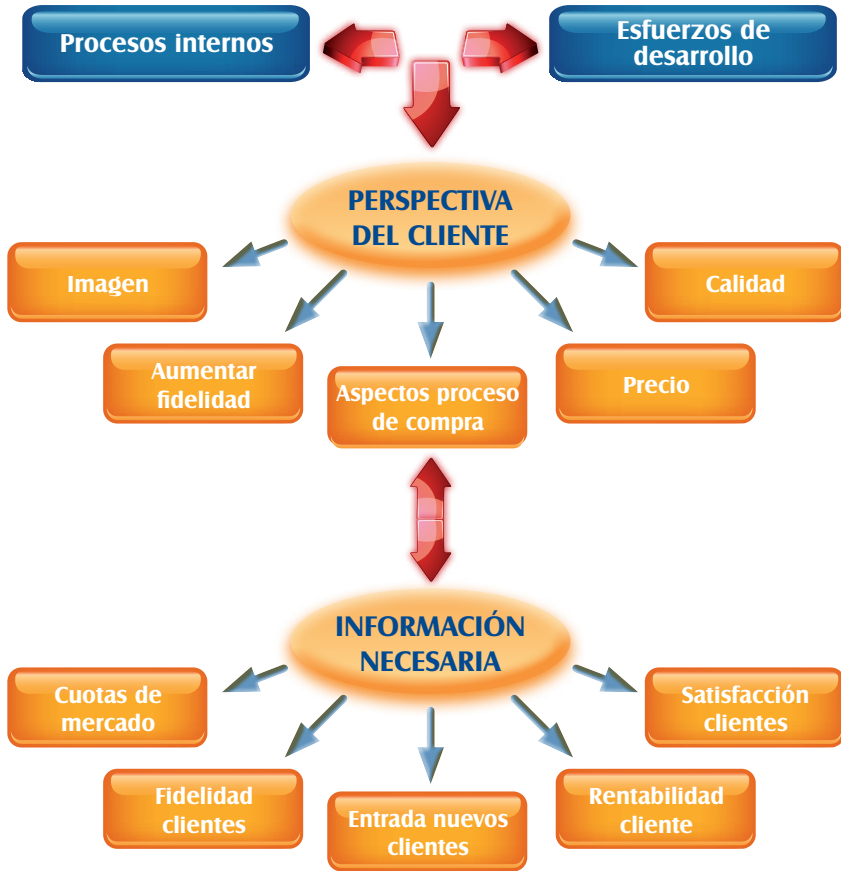 Procesos internos
Esfuerzos de
desarrollo
PERSPECTIVA
DEL CLIENTE
Imagen
Calidad
Aumentar
fidelidad
Aspectos proceso
de compra
Precio
INFORMACIÓN
NECESARIA
Cuotas de
mercado
Satisfacción
clientes
Fidelidad
clientes
Entrada nuevos
clientes
Rentabilidad
cliente